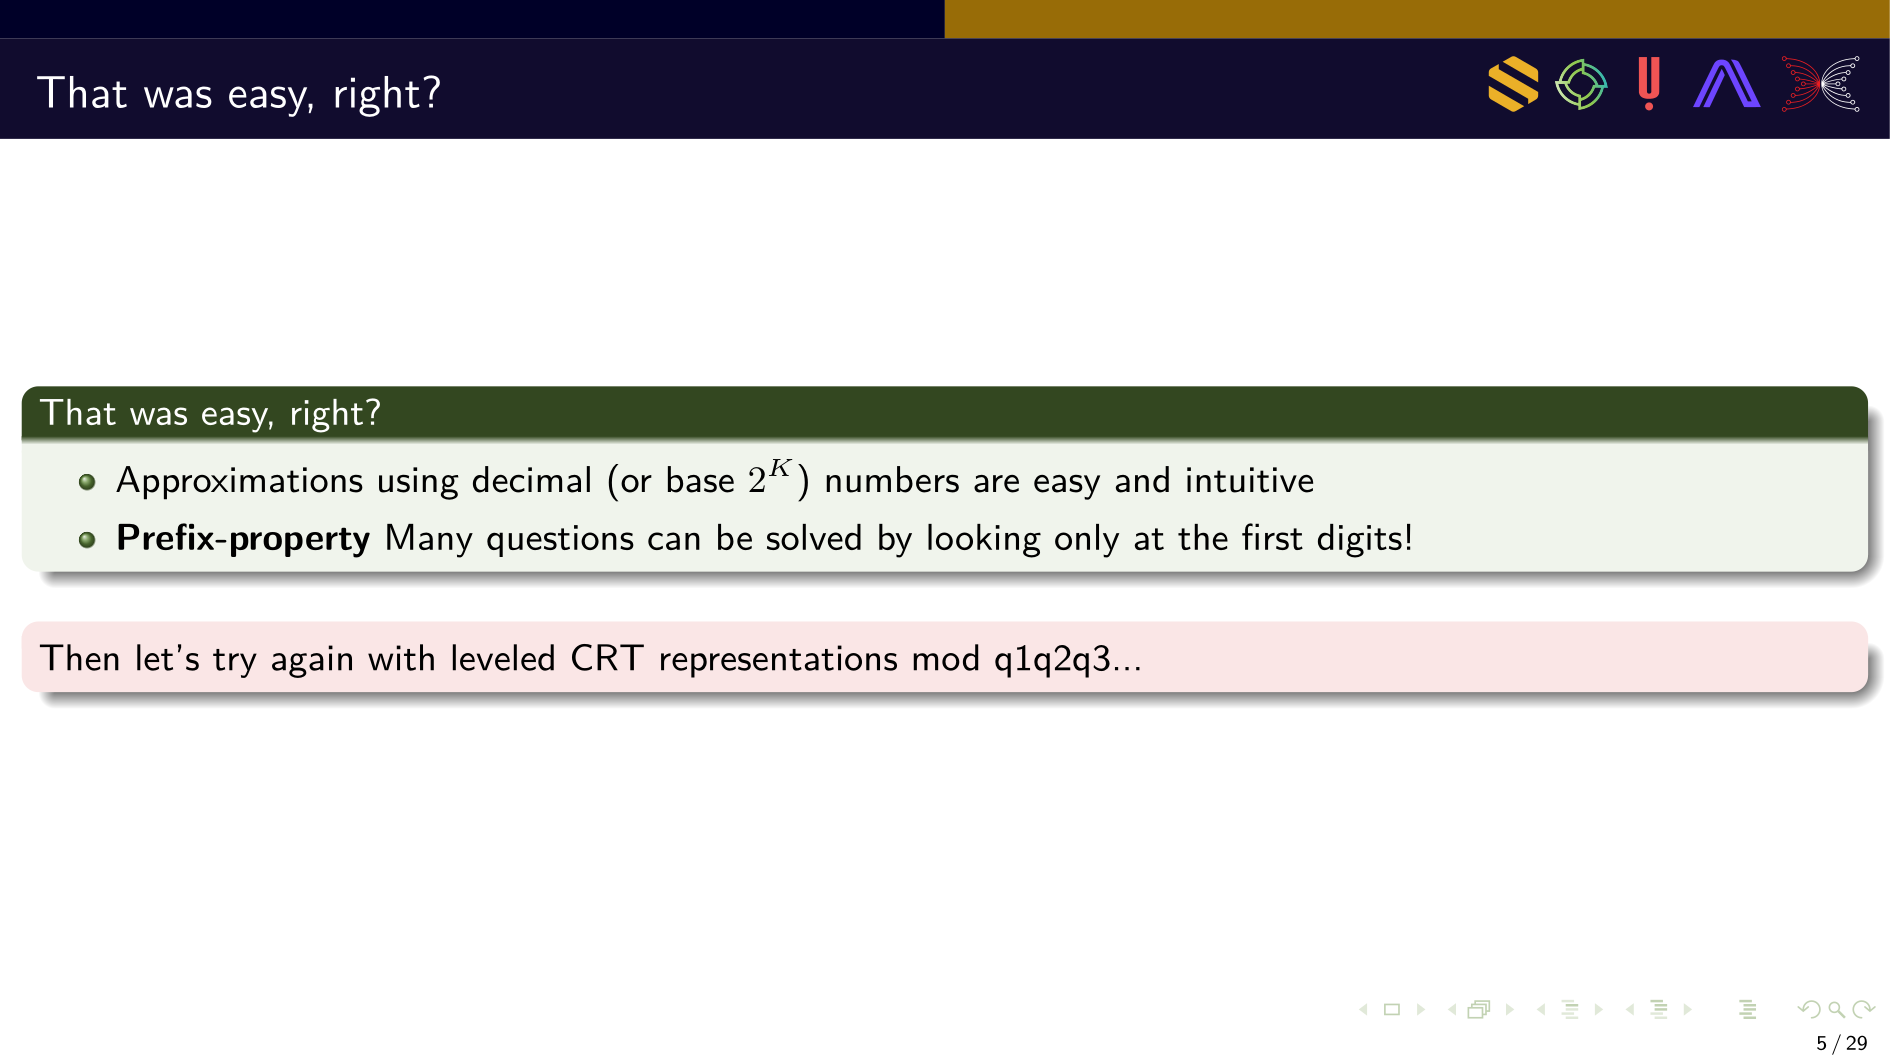 That was easy, right?
That was easy, right?
Approximations using decimal (or base $2^K$) numbers are easy and intuitive
Prefix-property Many questions can be solved by looking only at the first digits!
Then let's try again with leveled CRT representations mod q1q2q3...
5 / 29